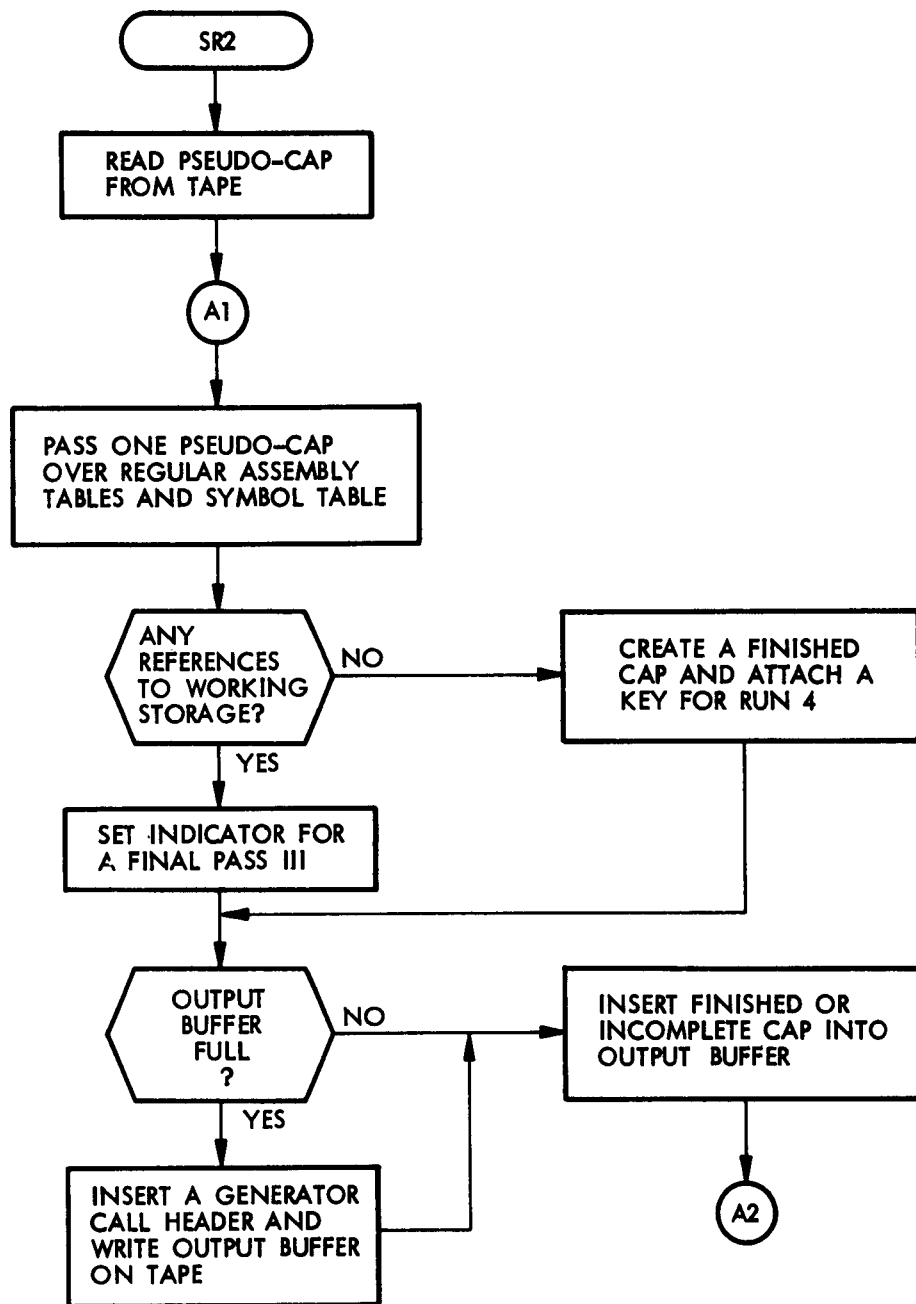 SR2
READ PSEUDO-CAP
FROM TAPE
A1
PASS ONE PSEUDO-CAP
OVER REGULAR ASSEMBLY
TABLES AND SYMBOL TABLE
ANY
REFERENCES
TO WORKING
STORAGE?
NO
CREATE A FINISHED
CAP AND ATTACH A
KEY FOR RUN 4
YES
SET INDICATOR FOR
A FINAL PASS III
OUTPUT
BUFFER
FULL
?
NO
INSERT FINISHED OR
INCOMPLETE CAP INTO
OUTPUT BUFFER
YES
INSERT A GENERATOR
CALL HEADER AND
WRITE OUTPUT BUFFER
ON TAPE
A2